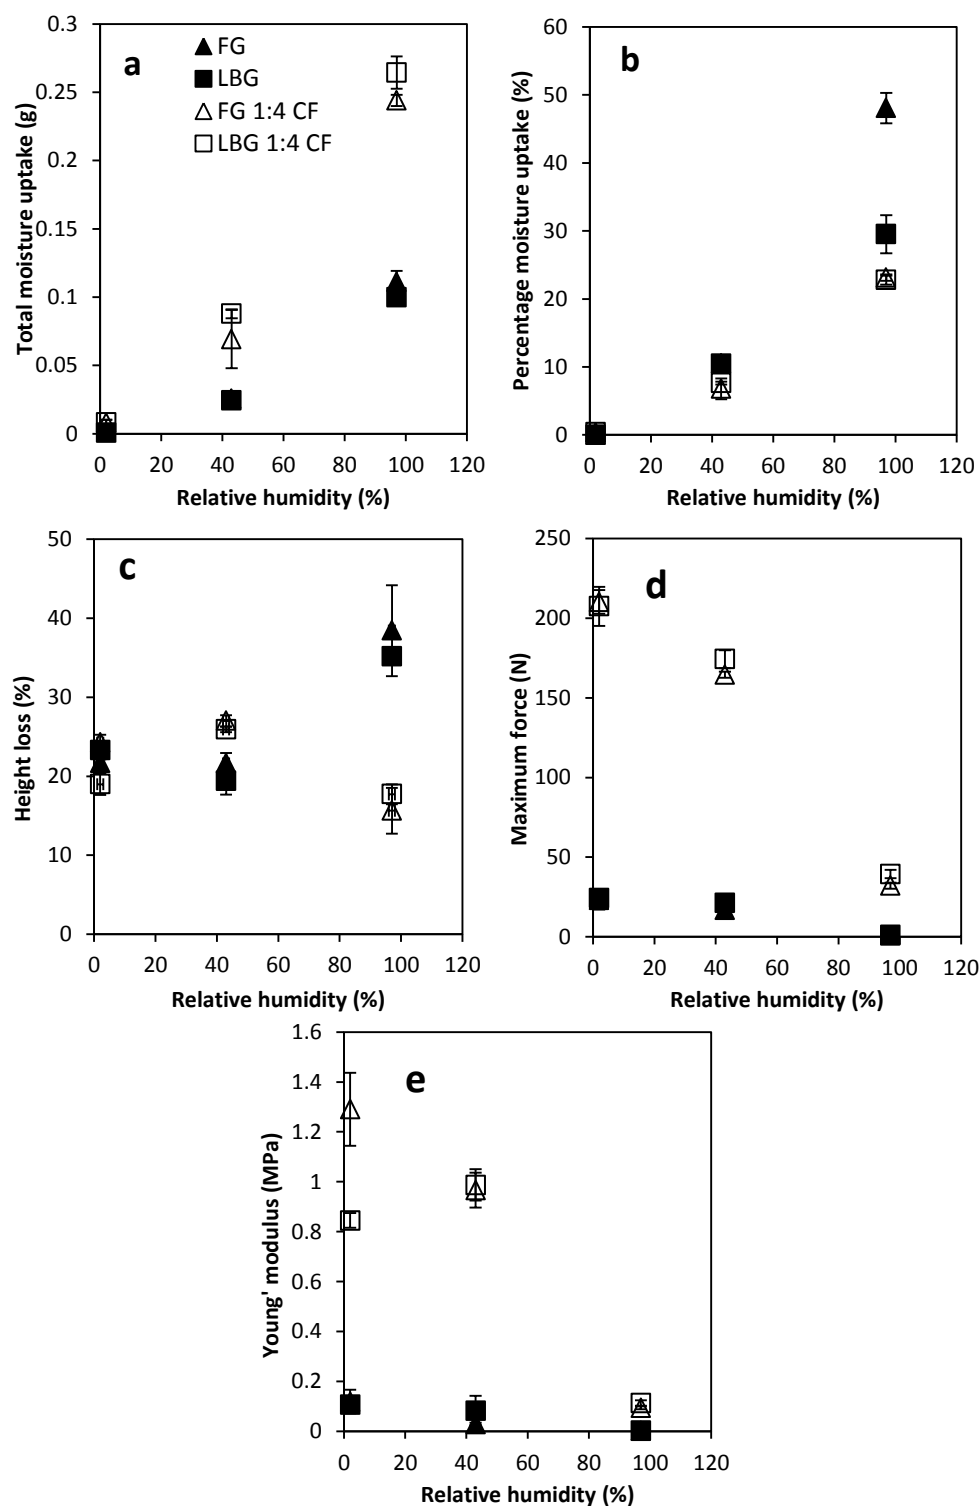 a
FG
LBG
FG 1:4 CF
LBG 1:4 CF
Total moisture uptake (g)
0.3
0.25
0.2
0.15
0.1
0.05
0
0 20 40 60 80 100 120
Relative humidity (%)
b
Percentage moisture uptake (%)
60
50
40
30
20
10
0
0 20 40 60 80 100 120
Relative humidity (%)
c
Height loss (%)
50
40
30
20
10
0
0 20 40 60 80 100 120
Relative humidity (%)
d
Maximum force (N)
250
200
150
100
50
0
0 20 40 60 80 100 120
Relative humidity (%)
e
Young' modulus (MPa)
1.6
1.4
1.2
1
0.8
0.6
0.4
0.2
0
0 20 40 60 80 100 120
Relative humidity (%)